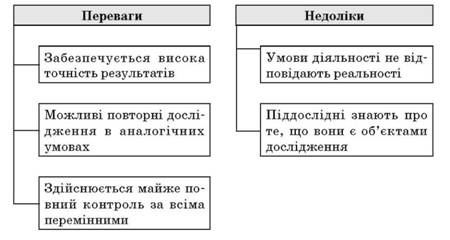 Переваги
Забезпечується висока
точність результатів
Можливі повторні дослі-
дження в аналогічних
умовах
Здійснюється майже по-
вний контроль за всіма
перемінними
Недоліки
Умови діяльності не від-
повідають реальності
Піддослідні знають про
те, що вони є об’єктами
дослідження